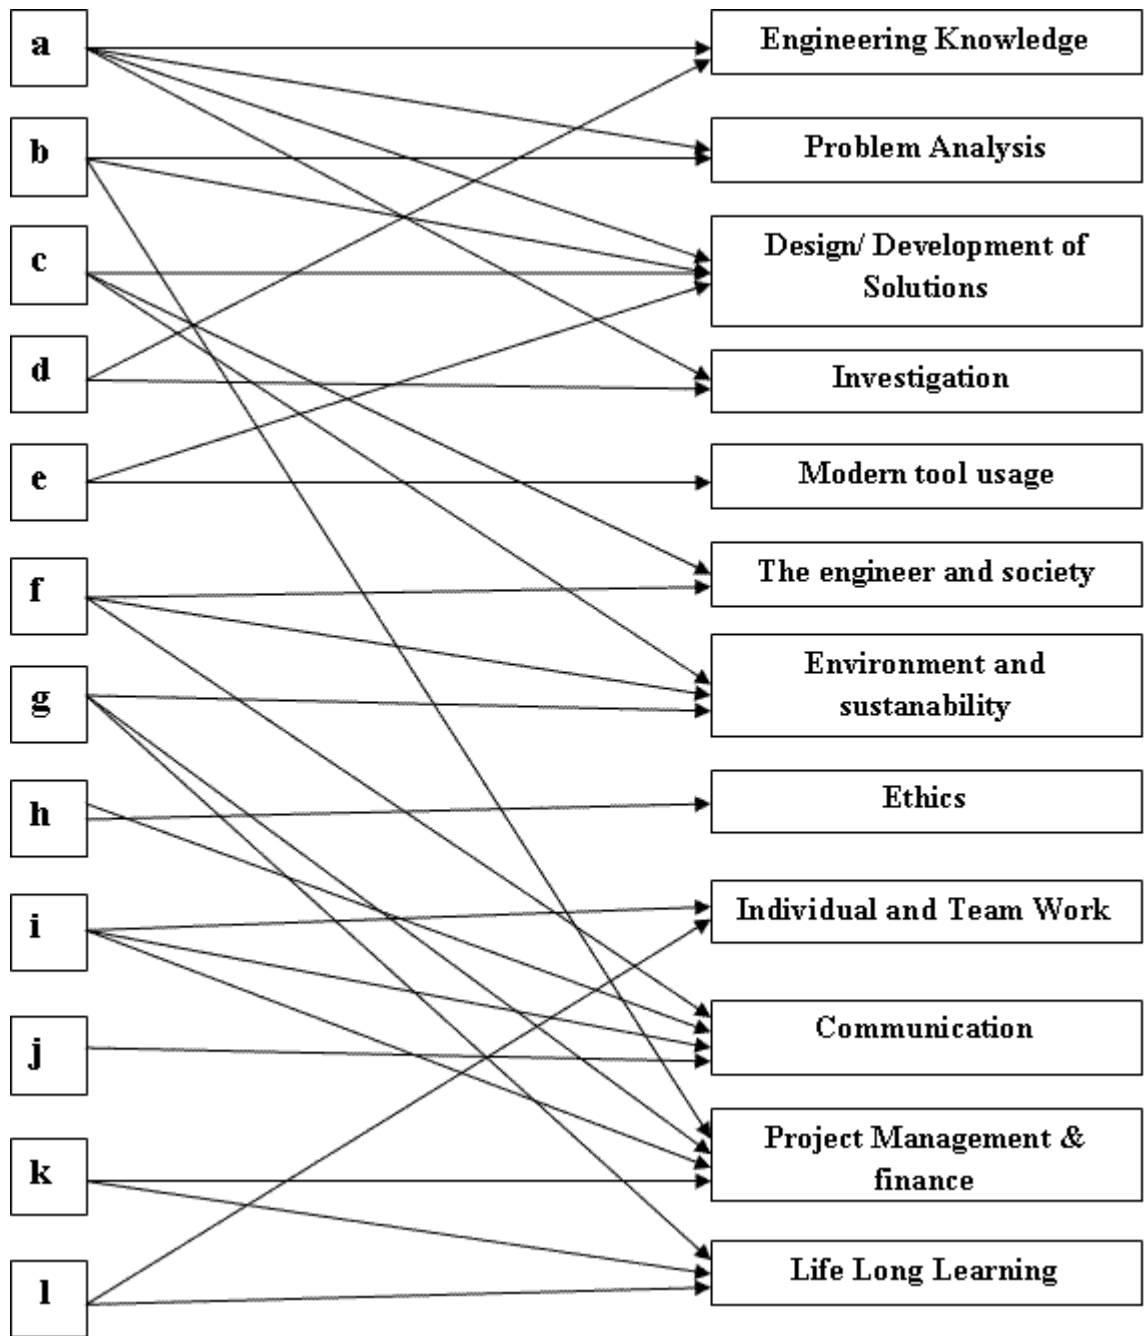 a
Engineering Knowledge
b
Problem Analysis
c
Design/ Development of
Solutions
d
Investigation
e
Modern tool usage
f
The engineer and society
g
Environment and
sustanability
h
Ethics
i
Individual and Team Work
j
Communication
k
Project Management &
finance
l
Life Long Learning